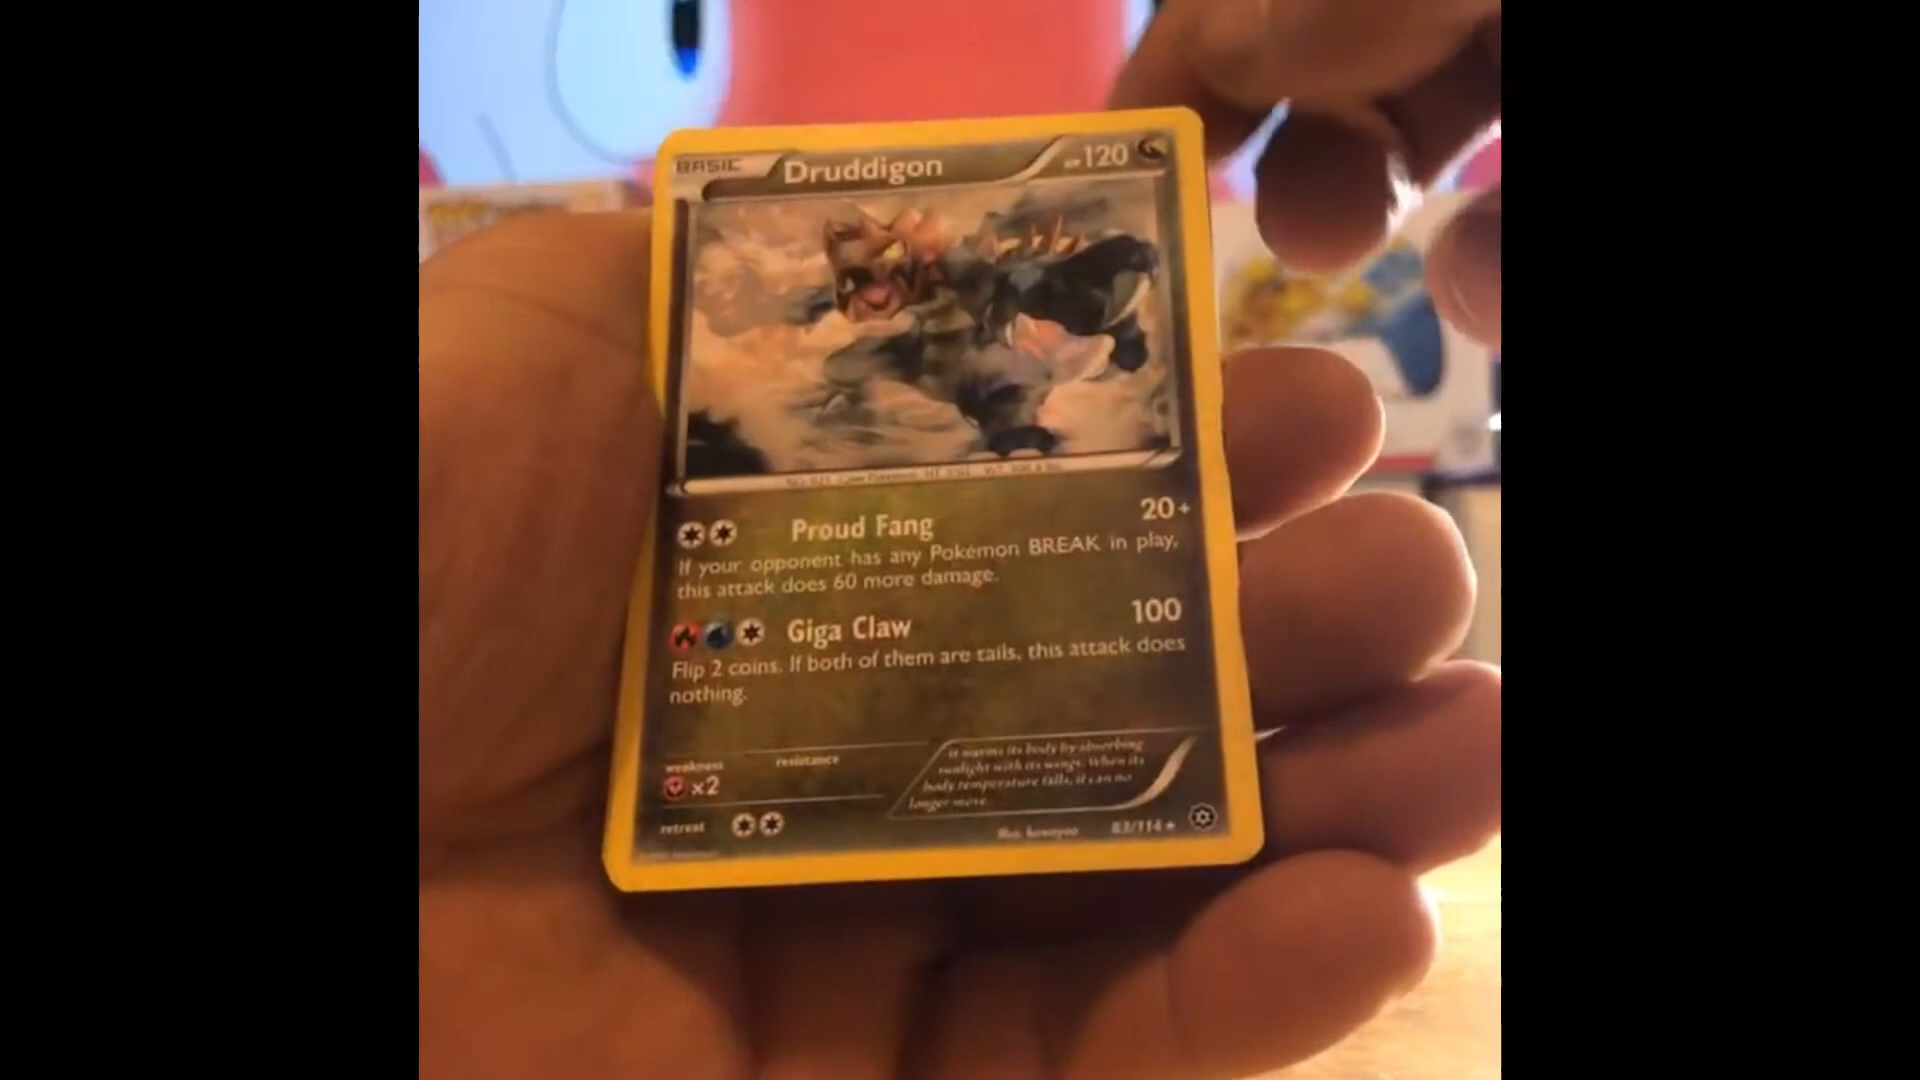 BASIC Druddigon HP120
Proud Fang 20+
If your opponent has any Pokémon BREAK in play,
this attack does 60 more damage.
Giga Claw 100
Flip 2 coins. If both of them are tails, this attack does
nothing.
weakness resistance
x2
It warms its body by absorbing
sunlight with its wings. When its
body temperature falls, it can no
longer move.
retreat
Illus. 83/114